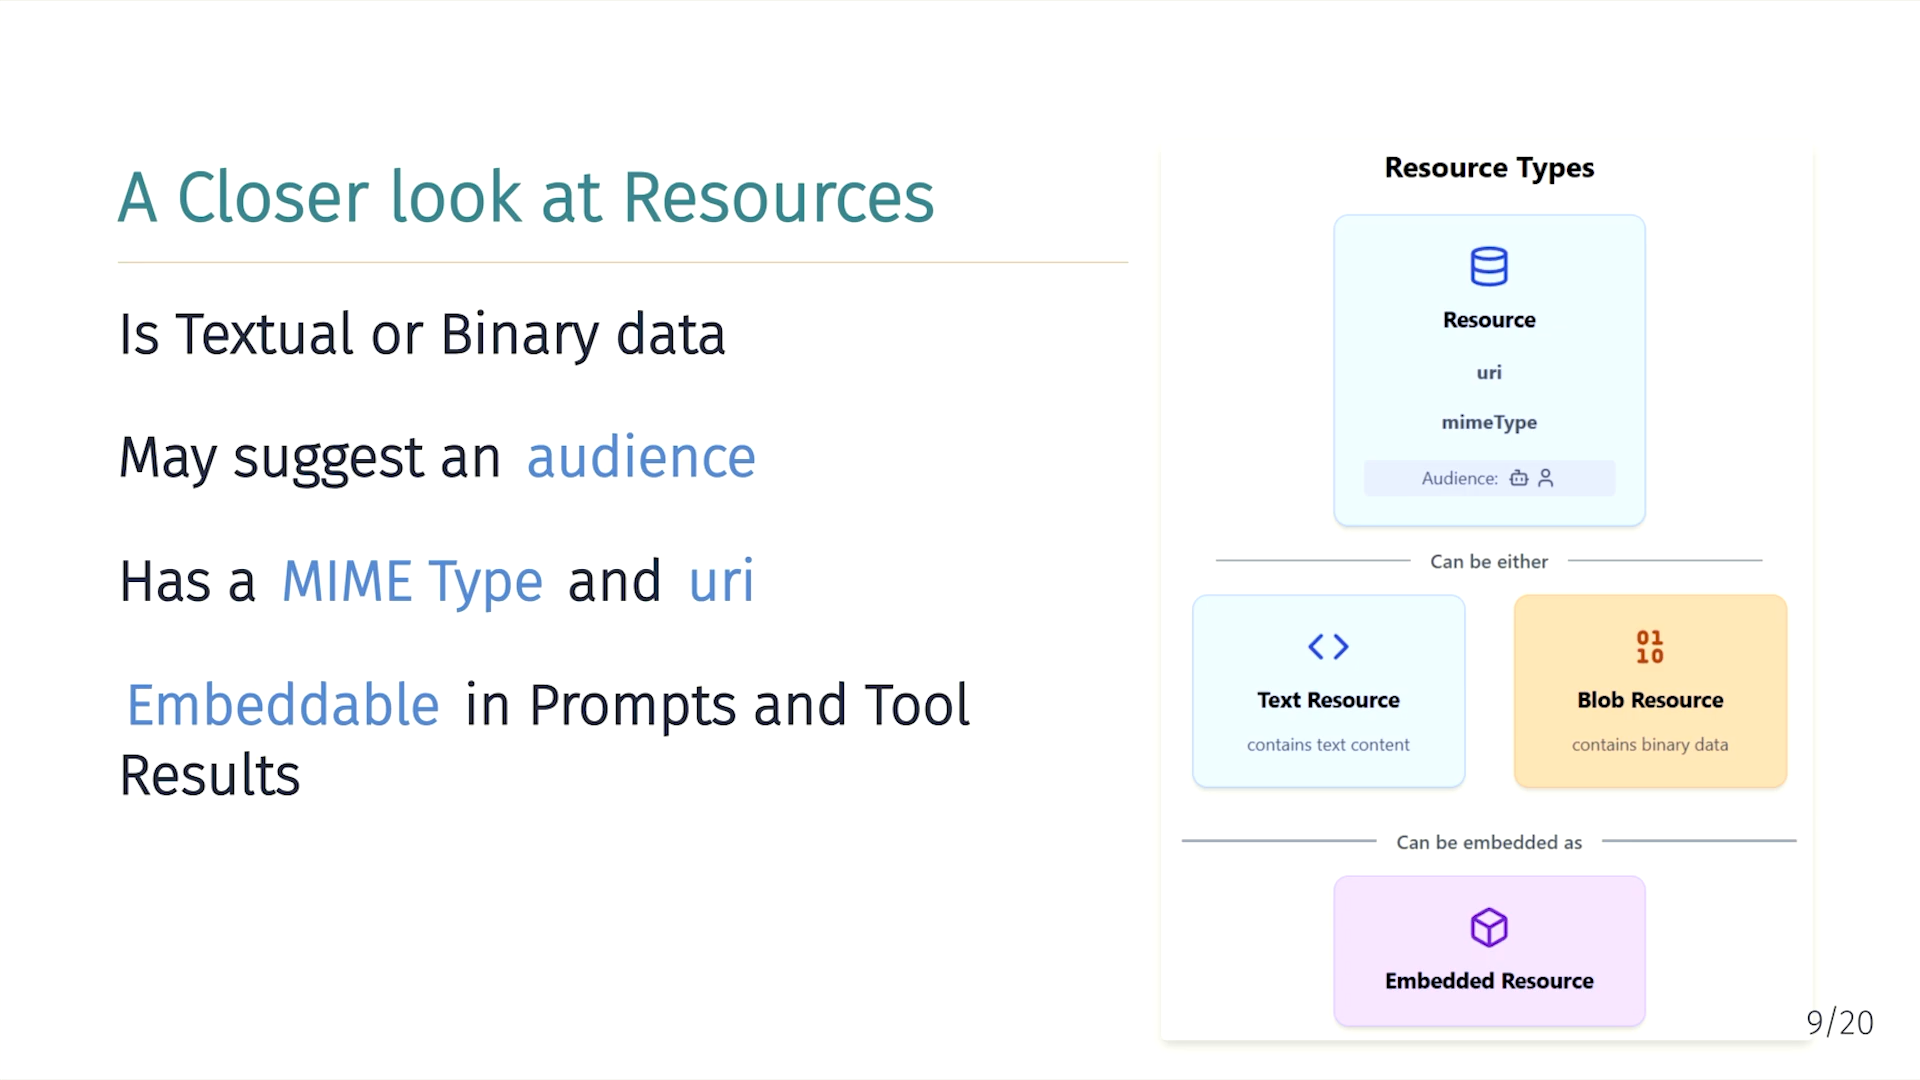 A Closer look at Resources
Is Textual or Binary data
May suggest an audience
Has a MIME Type and uri
Embeddable in Prompts and Tool
Results
Resource Types
Resource
uri
mimeType
Audience:
Can be either
Text Resource
contains text content
01
10
Blob Resource
contains binary data
Can be embedded as
Embedded Resource
9/20